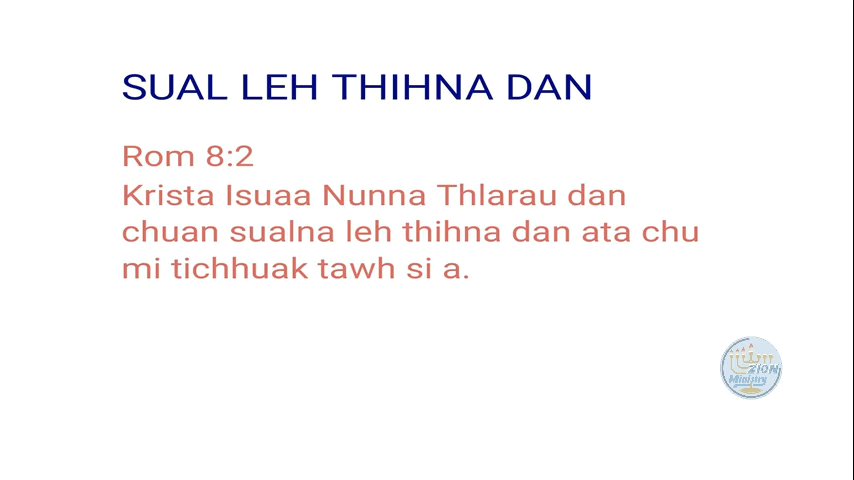 SUAL LEH THIHNA DAN
Rom 8:2
Krista Isuaa Nunna Thlarau dan
chuan sualna leh thihna dan ata chu
mi tichhuak tawh si a.
ZION
Ministry